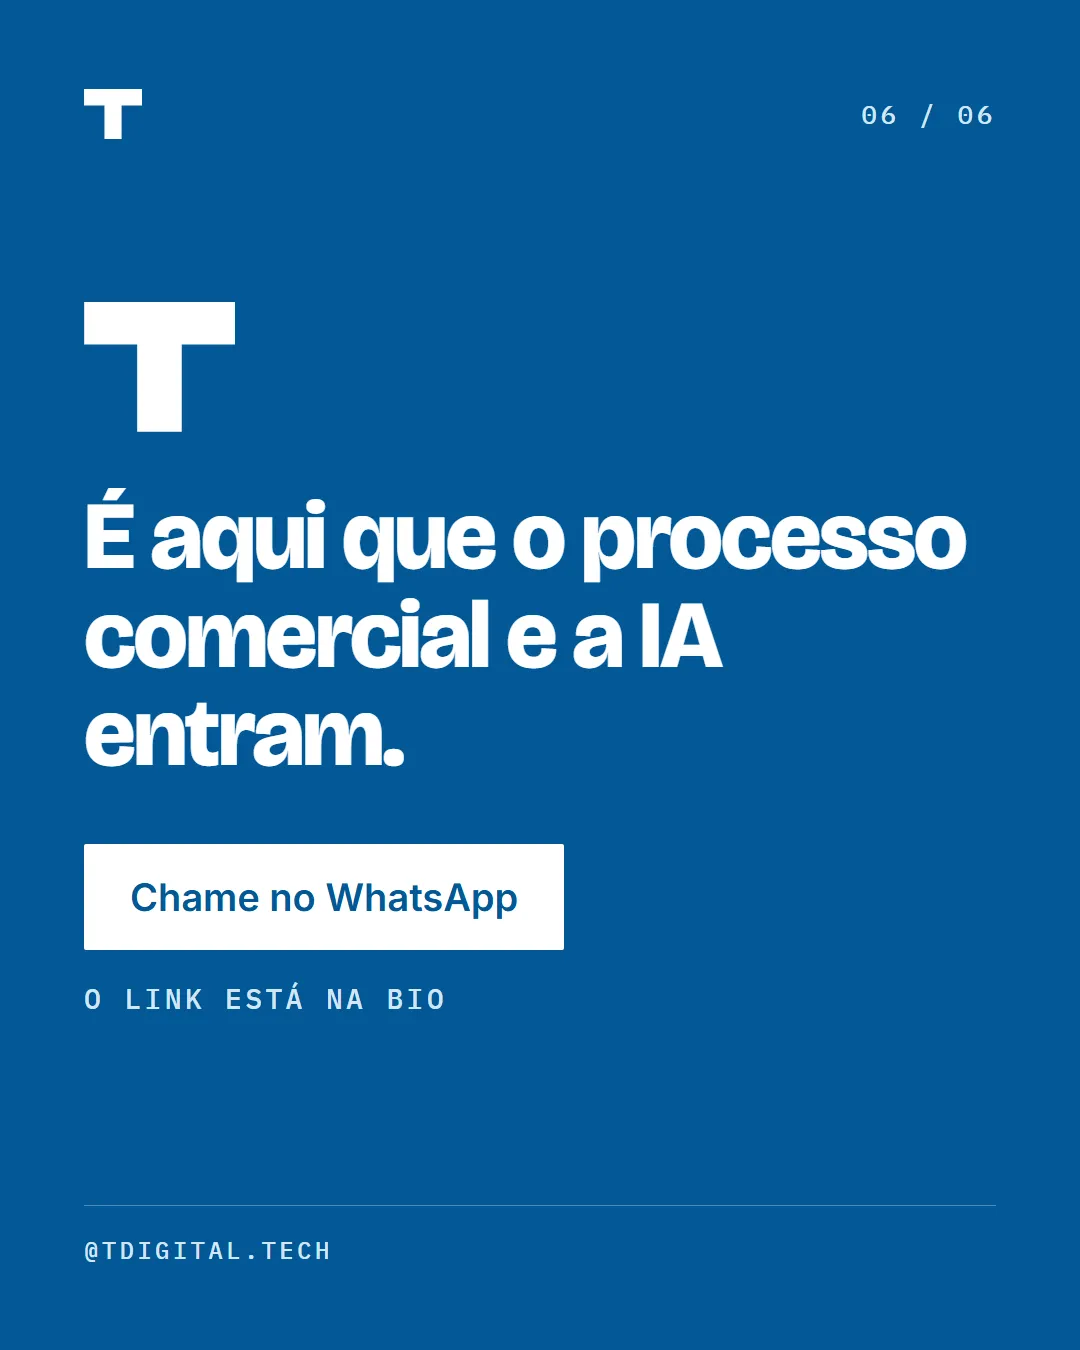 T
06 / 06
T
É aqui que o processo
comercial e a IA
entram.
Chame no WhatsApp
O LINK ESTÁ NA BIO
@TDIGITAL.TECH